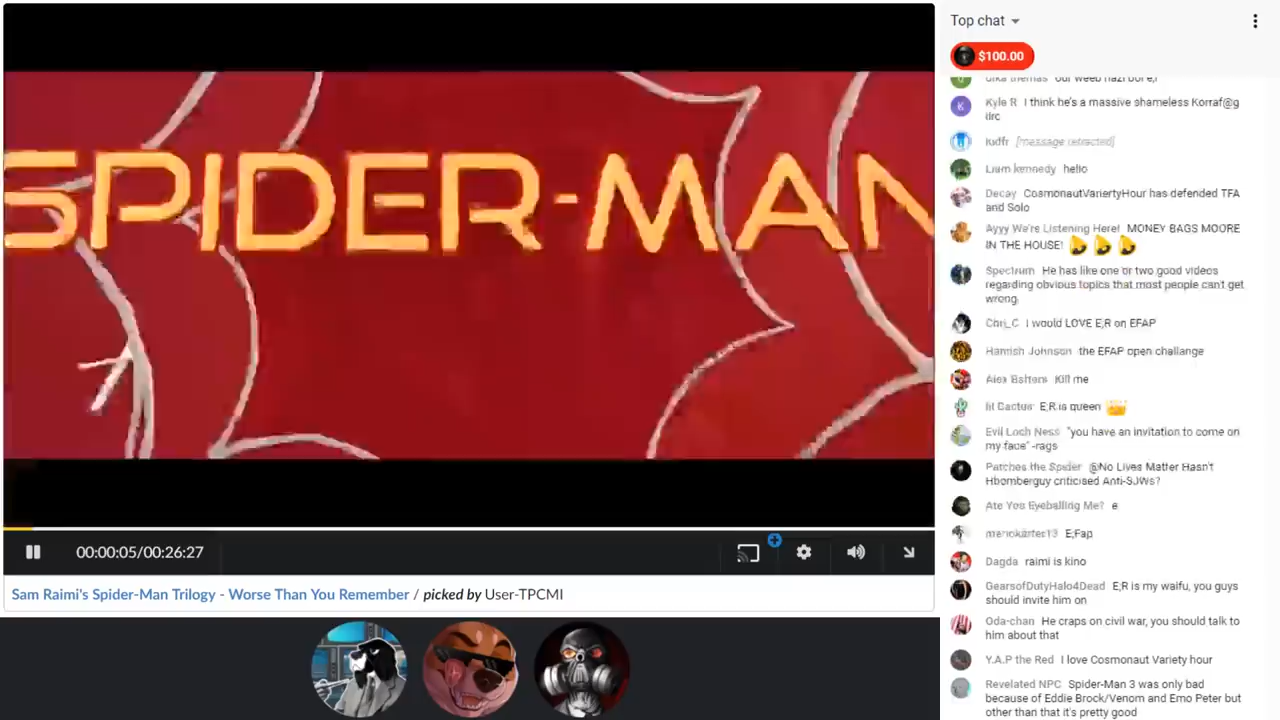 SPIDER-MAN
00:00:05/00:26:27
Sam Raimi's Spider-Man Trilogy - Worse Than You Remember / picked by User-TPCMI
Top chat
$100.00
our weeb nazi
K
Kyle R I think he's a massive shameless Korraf@g
iirc
Kidfr [message retracted]
Liam kennedy hello
Decay CosmonautVariertyHour has defended TFA
and Solo
Ayyy We're Listening Here! MONEY BAGS MOORE
IN THE HOUSE!
Spectrum He has like one or two good videos
regarding obvious topics that most people can't get
wrong.
Chri_C I would LOVE E;R on EFAP
Hamish Johnson the EFAP open challenge
Alex Kill me
lil Cactus E;R is queen
Evil Loch Ness "you have an invitation to come on
my face" -rags
Patches the Spider @No Lives Matter Hasn't
Hbomberguy criticised Anti-SJWs?
Are You Eyeballing Me? e
E;Fap
Dagda raimi is kino
GearsofDutyHalo4Dead E;R is my waifu, you guys
should invite him on
Oda-chan He craps on civil war, you should talk to
him about that
Y.A.P the Red I love Cosmonaut Variety hour
Revelated NPC Spider-Man 3 was only bad
because of Eddie Brock/Venom and Emo Peter but
other than that it's pretty good